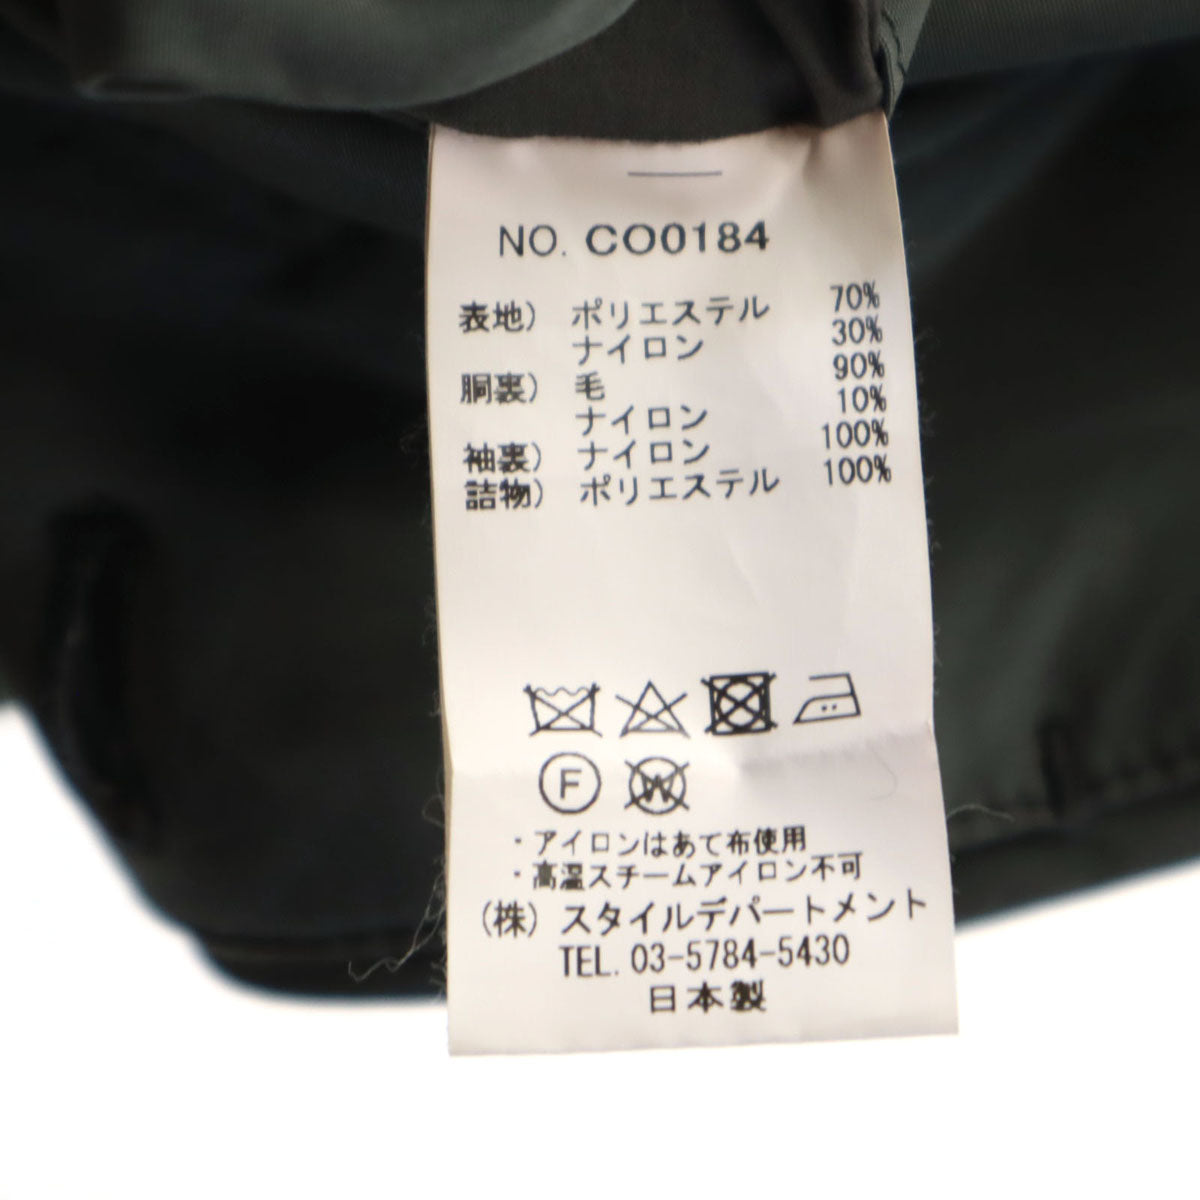 NO. CO0184
表地) ポリエステル 70%
ナイロン 30%
胴裏) 毛 90%
ナイロン 10%
袖裏) ナイロン 100%
詰物) ポリエステル 100%
F W
・アイロンはあて布使用
・高温スチームアイロン不可
(株) スタイルデパートメント
TEL. 03-5784-5430
日本製